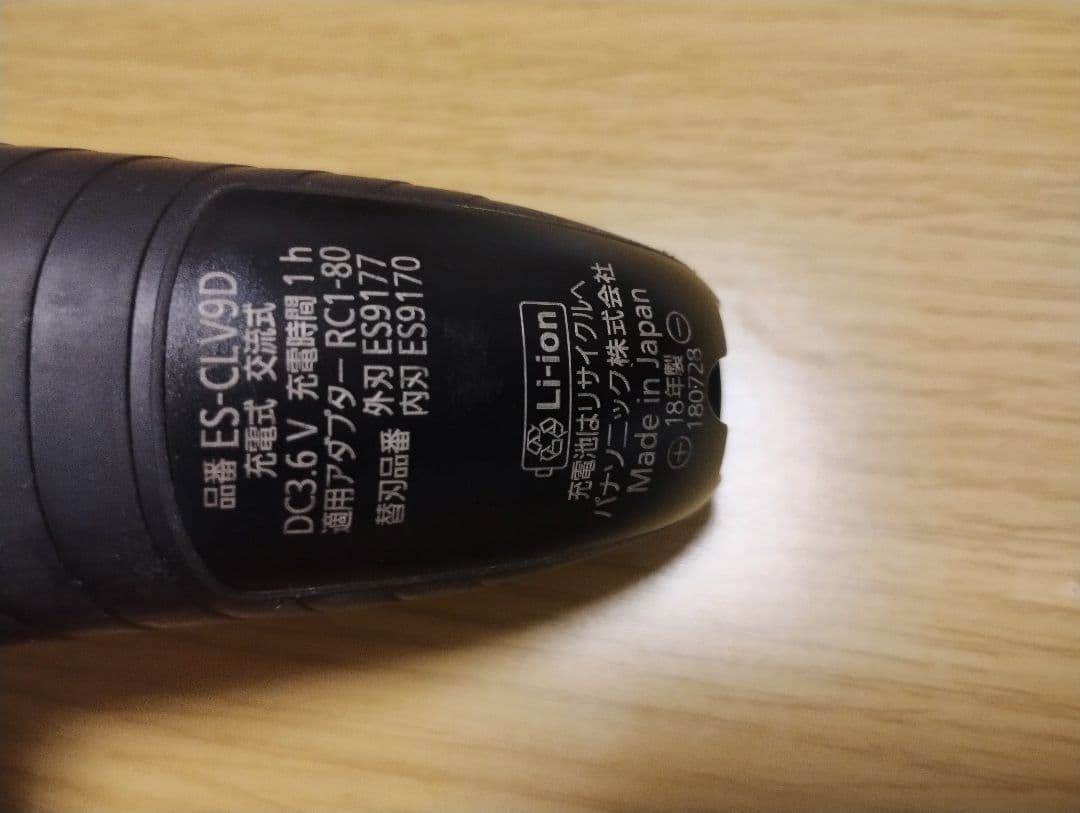 品番 ES-CLV9D
充電式 交流式
DC3.6 V 充電時間 1 h
適用アダプター RC1-80
替刃品番 外刃 ES9177
内刃 ES9170
Li-ion
充電池はリサイクルへ
パナソニック株式会社
Made in Japan
⊕ 18年製 ⊖
180728